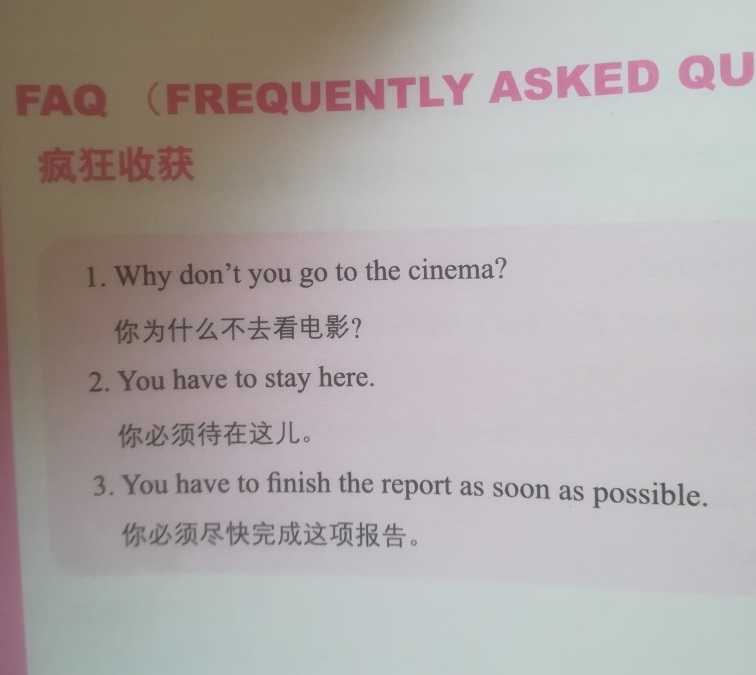 FAQ （FREQUENTLY ASKED
疯狂收获
1. Why don't you go to the cinema?
你为什么不去看电影?
2. You have to stay here.
你必须待在这儿。
3. You have to finish the report as soon as possible.
你必须尽快完成这项报告。